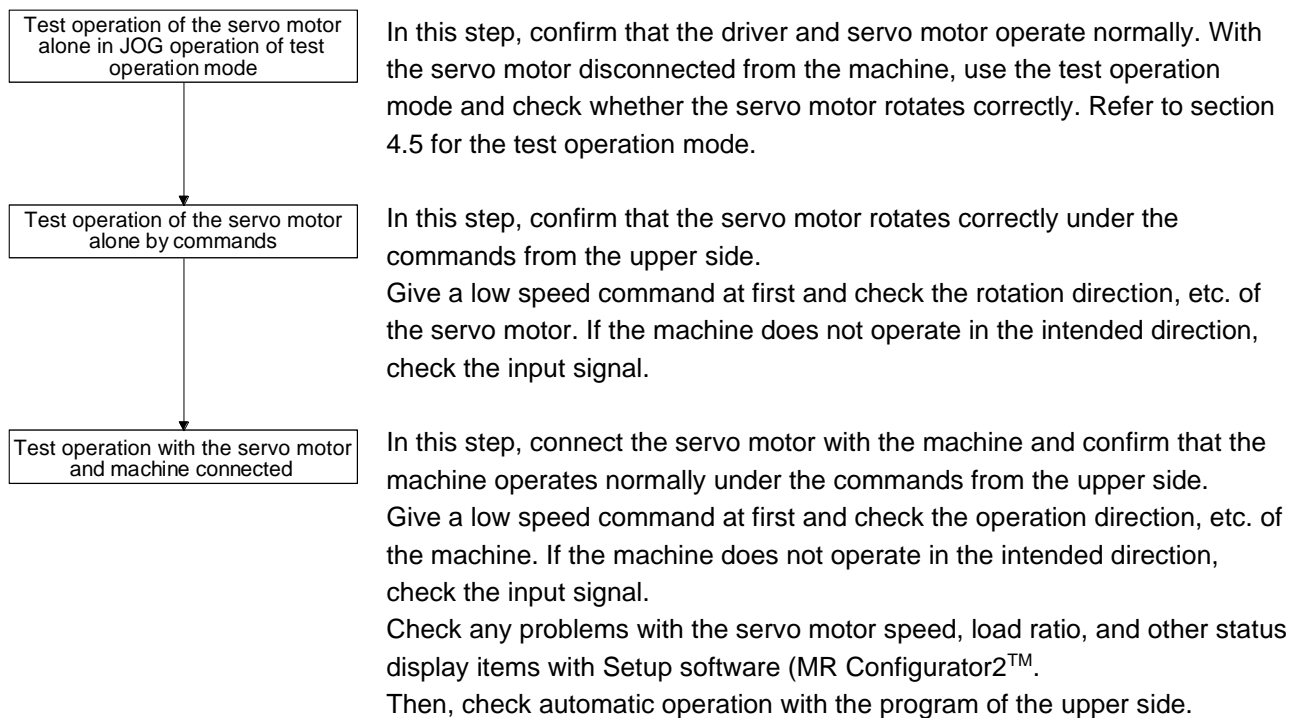 Test operation of the servo motor
alone in JOG operation of test
operation mode
In this step, confirm that the driver and servo motor operate normally. With
the servo motor disconnected from the machine, use the test operation
mode and check whether the servo motor rotates correctly. Refer to section
4.5 for the test operation mode.
Test operation of the servo motor
alone by commands
In this step, confirm that the servo motor rotates correctly under the
commands from the upper side.
Give a low speed command at first and check the rotation direction, etc. of
the servo motor. If the machine does not operate in the intended direction,
check the input signal.
Test operation with the servo motor
and machine connected
In this step, connect the servo motor with the machine and confirm that the
machine operates normally under the commands from the upper side.
Give a low speed command at first and check the operation direction, etc. of
the machine. If the machine does not operate in the intended direction,
check the input signal.
Check any problems with the servo motor speed, load ratio, and other status
display items with Setup software (MR Configurator2™.
Then, check automatic operation with the program of the upper side.